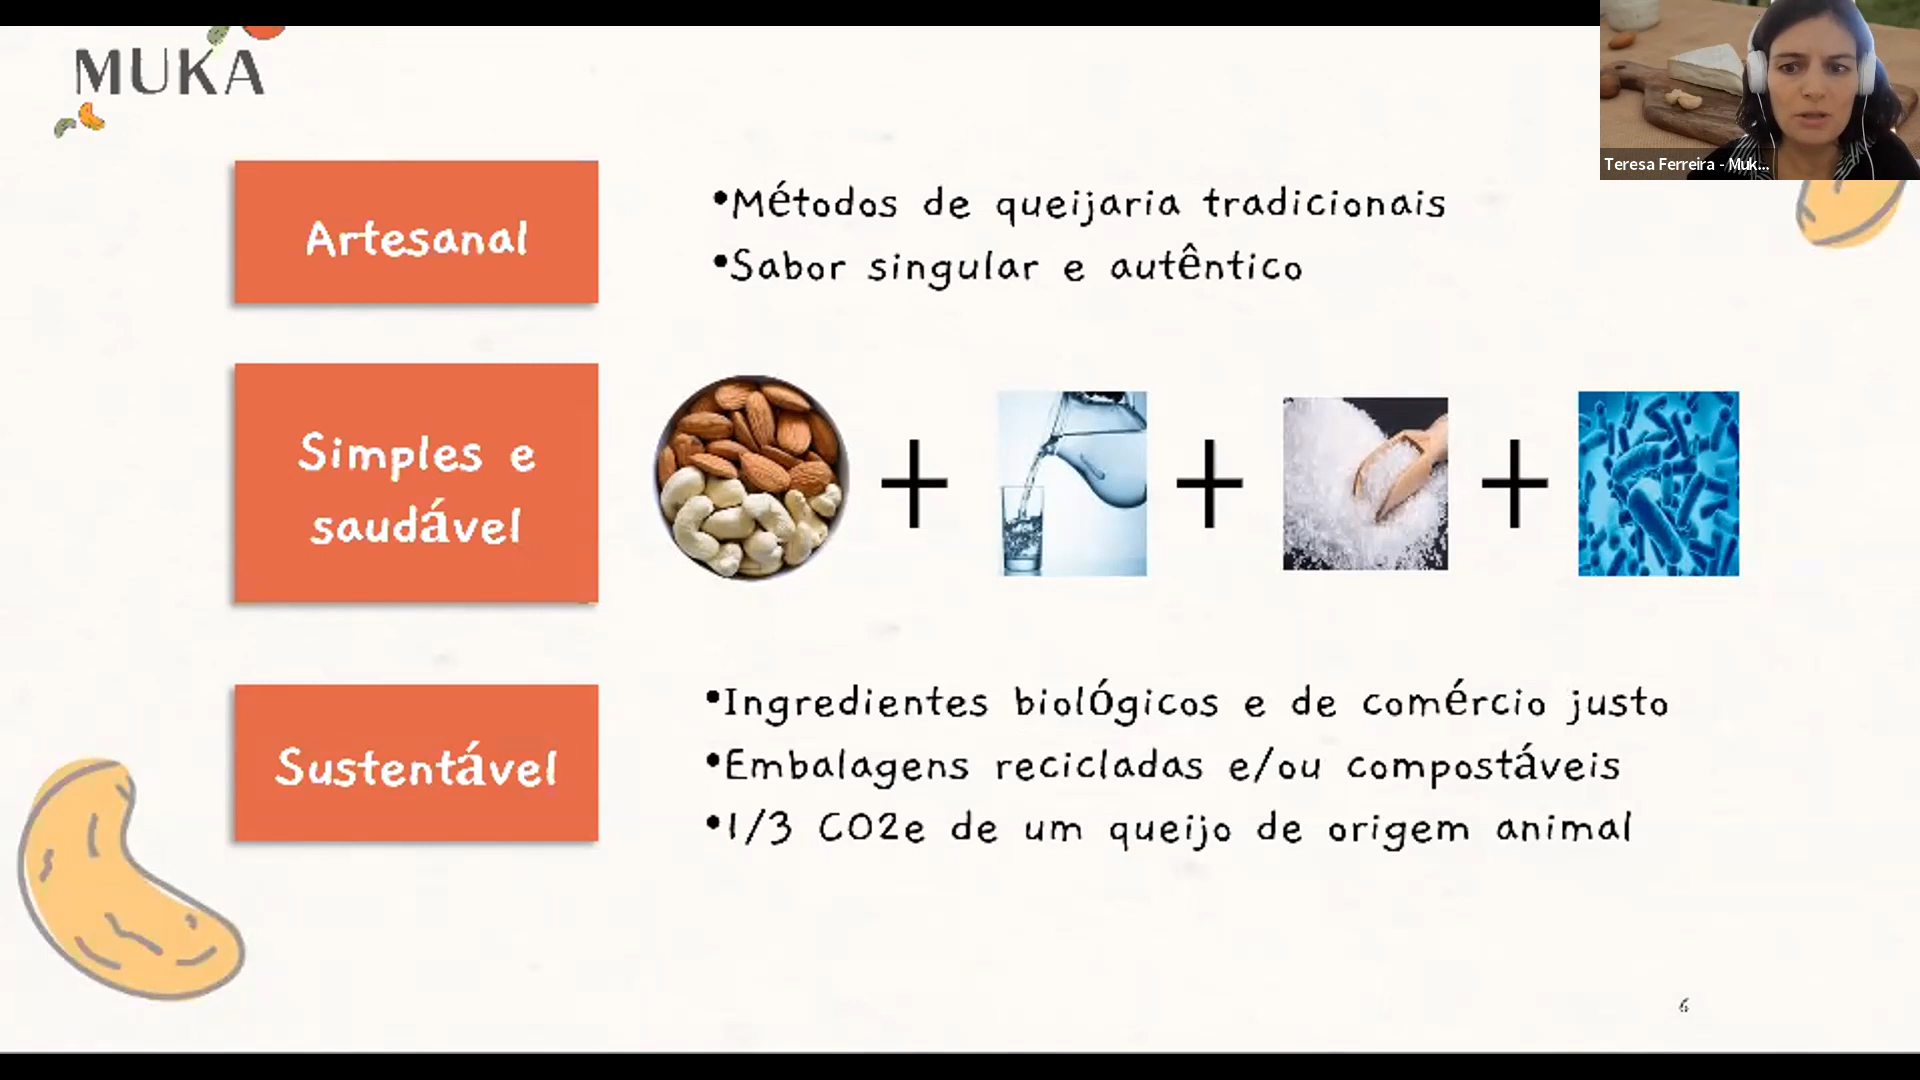 MUKA
Teresa Ferreira - Muk...
Artesanal
•Métodos de queijaria tradicionais
•Sabor singular e autêntico
Simples e
saudável
+ + +
Sustentável
•Ingredientes biológicos e de comércio justo
•Embalagens recicladas e/ou compostáveis
•1/3 CO2e de um queijo de origem animal
6